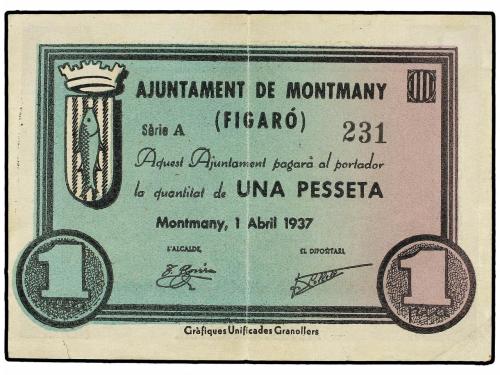 AJUNTAMENT DE MONTMANY
(FIGARÓ)
Sèrie A 231
Aquest Ajuntament pagarà al portador
la quantitat de UNA PESSETA
Montmany, 1 Abril 1937
L'ALCALDE, EL DIPOSITARI,
1 1
Gràfiques Unificades Granollers